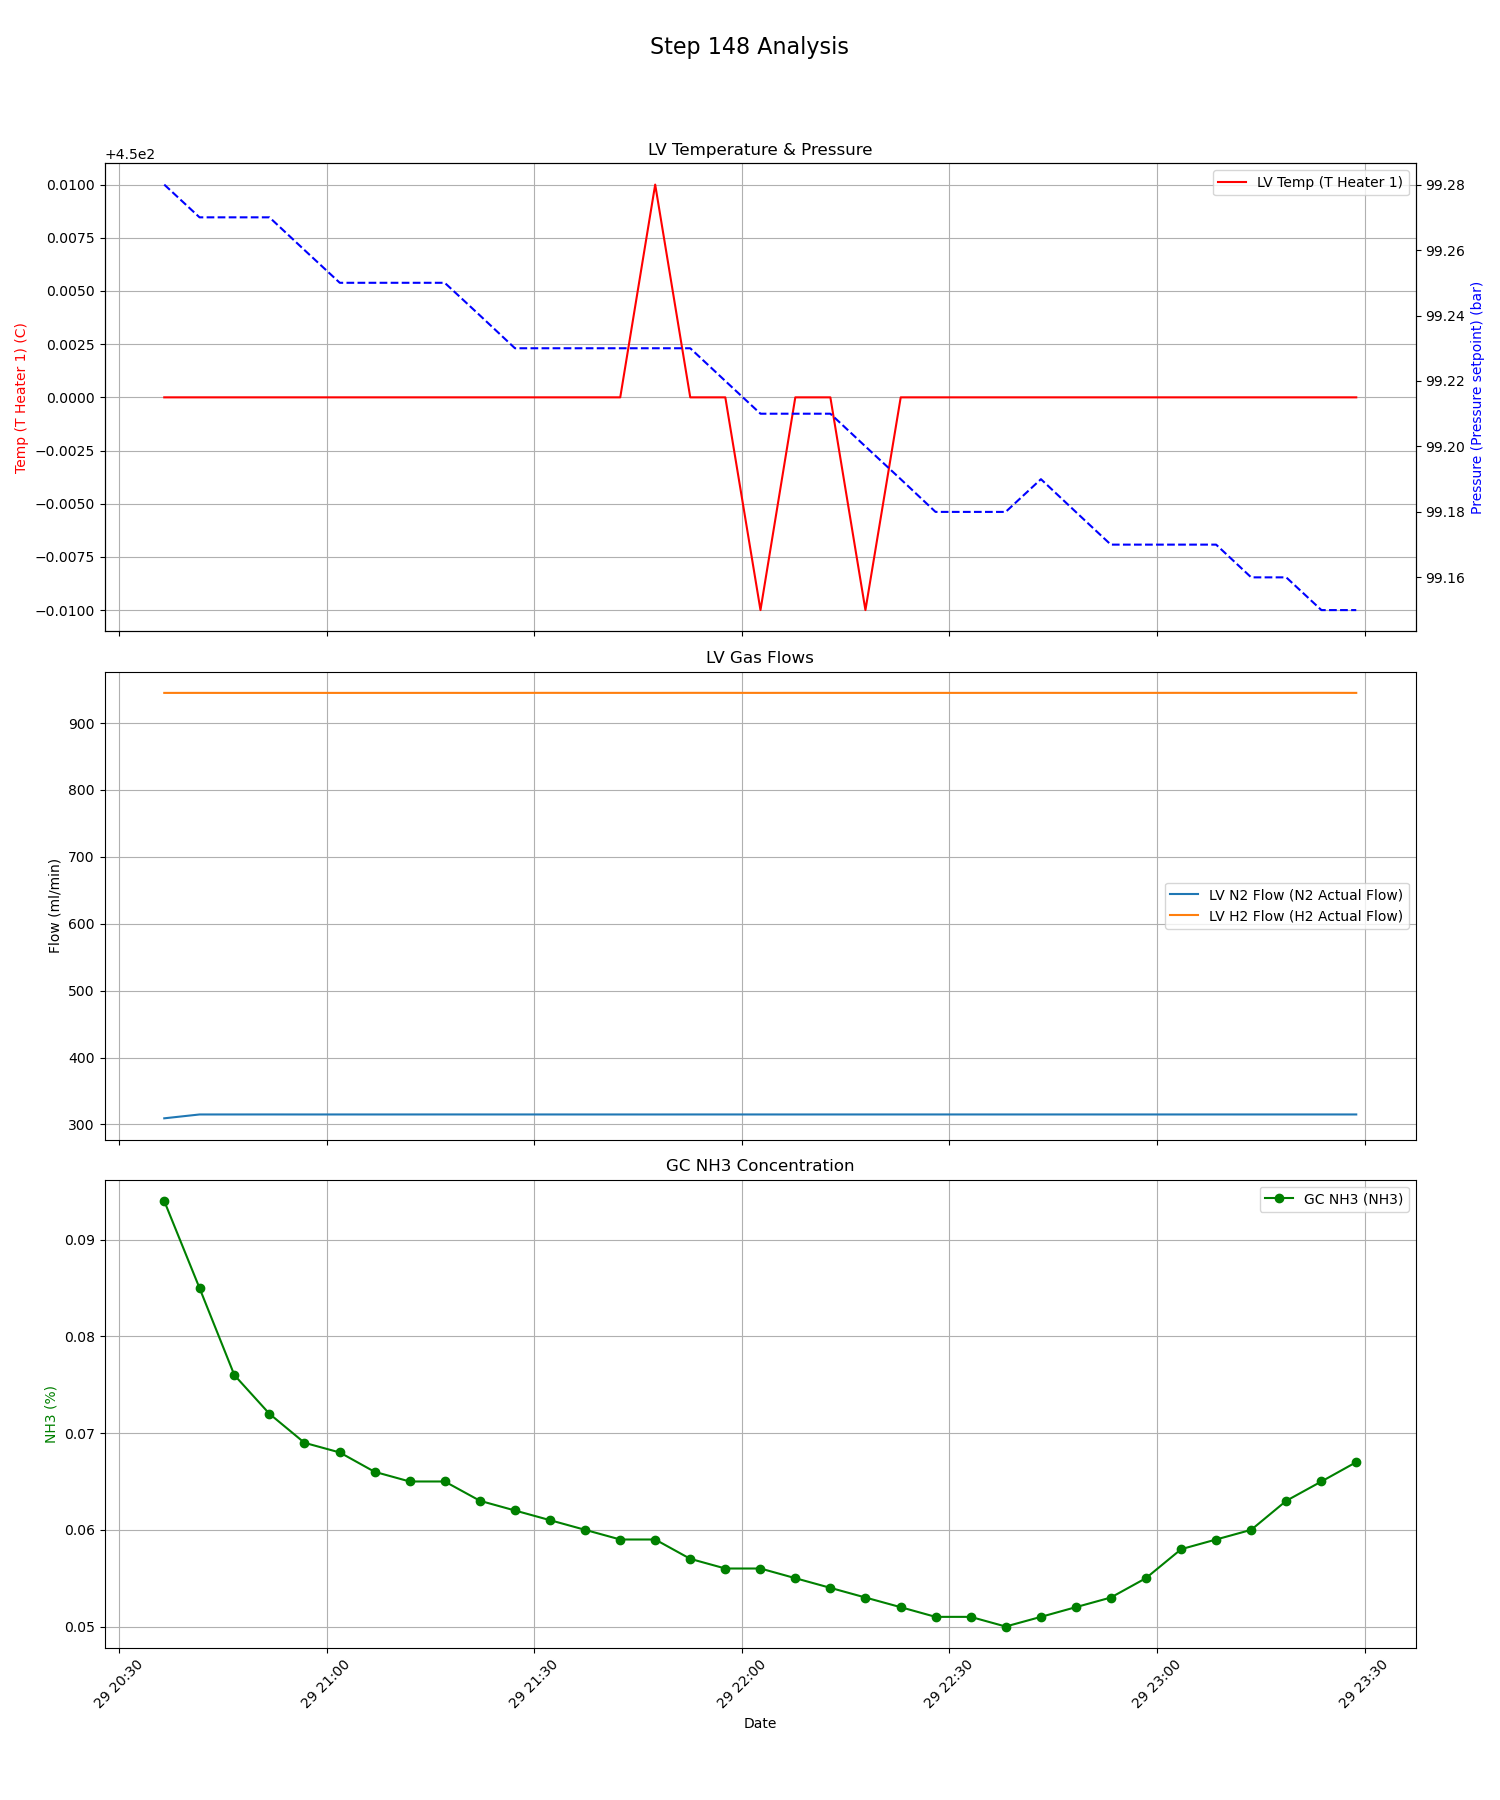 Step 148 Analysis
LV Temperature & Pressure
+4.5e2
LV Temp (T Heater 1)
0.0100
0.0075
0.0050
0.0025
0.0000
−0.0025
−0.0050
−0.0075
−0.0100
Temp (T Heater 1) (C)
99.28
99.26
99.24
99.22
99.20
99.18
99.16
Pressure (Pressure setpoint) (bar)
LV Gas Flows
900
800
700
600
500
400
300
Flow (ml/min)
LV N2 Flow (N2 Actual Flow)
LV H2 Flow (H2 Actual Flow)
GC NH3 Concentration
GC NH3 (NH3)
0.09
0.08
0.07
0.06
0.05
NH3 (%)
29 20:30
29 21:00
29 21:30
29 22:00
29 22:30
29 23:00
29 23:30
Date